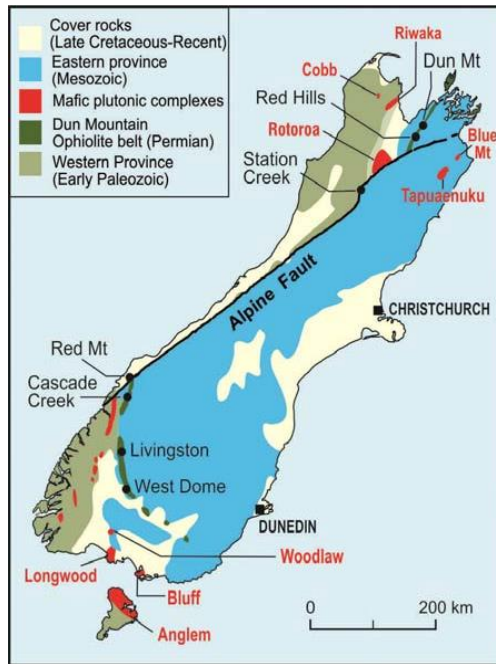 Cover rocks
(Late Cretaceous-Recent)
Eastern province
(Mesozoic)
Mafic plutonic complexes
Dun Mountain
Ophiolite belt (Permian)
Western Province
(Early Paleozoic)
Riwaka
Cobb
Dun Mt
Red Hills
Rotoroa
Blue
Mt
Station
Creek
Tapuaenuku
Alpine Fault
CHRISTCHURCH
Red Mt
Cascade
Creek
Livingston
West Dome
DUNEDIN
Woodlaw
Longwood
Bluff
Anglem
0 200 km